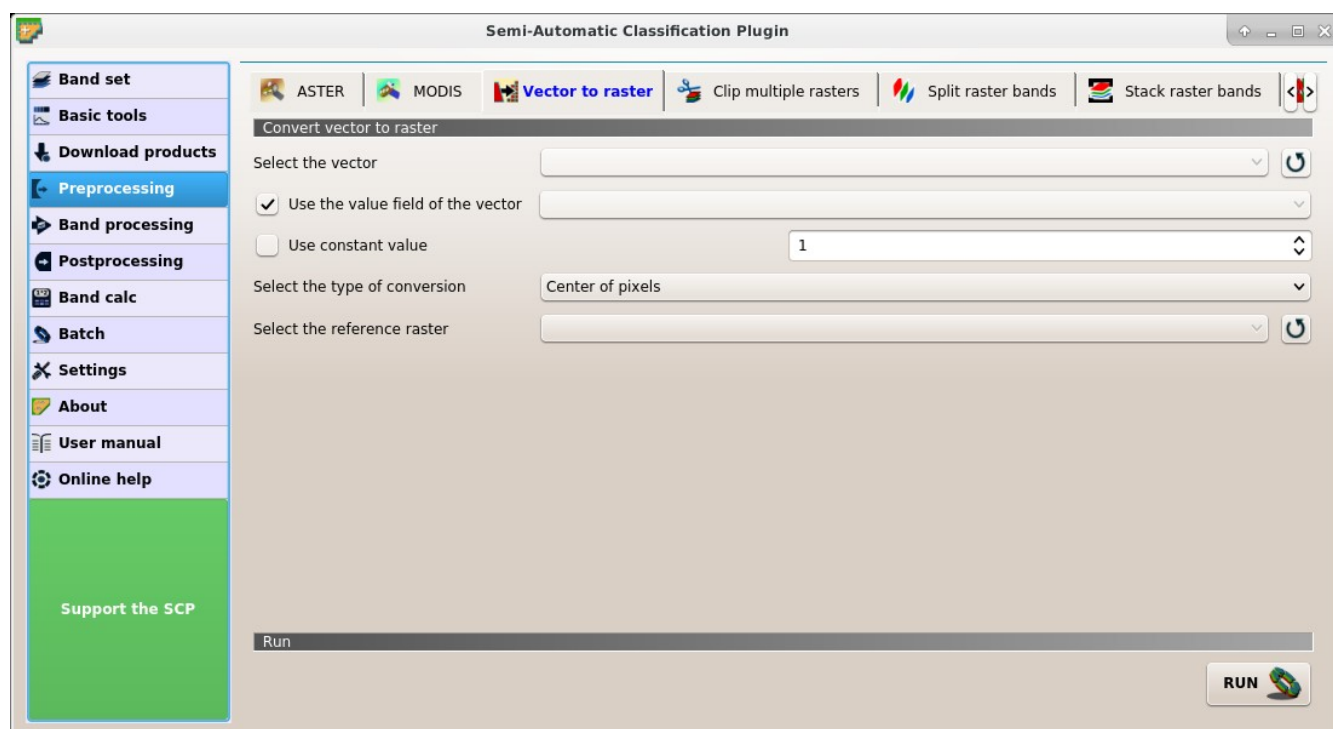 Semi-Automatic Classification Plugin
Band set
Basic tools
Download products
Preprocessing
Band processing
Postprocessing
Band calc
Batch
Settings
About
User manual
Online help
Support the SCP
ASTER MODIS Vector to raster Clip multiple rasters Split raster bands Stack raster bands
Convert vector to raster
Select the vector
Use the value field of the vector
Use constant value 1
Select the type of conversion Center of pixels
Select the reference raster
Run
RUN